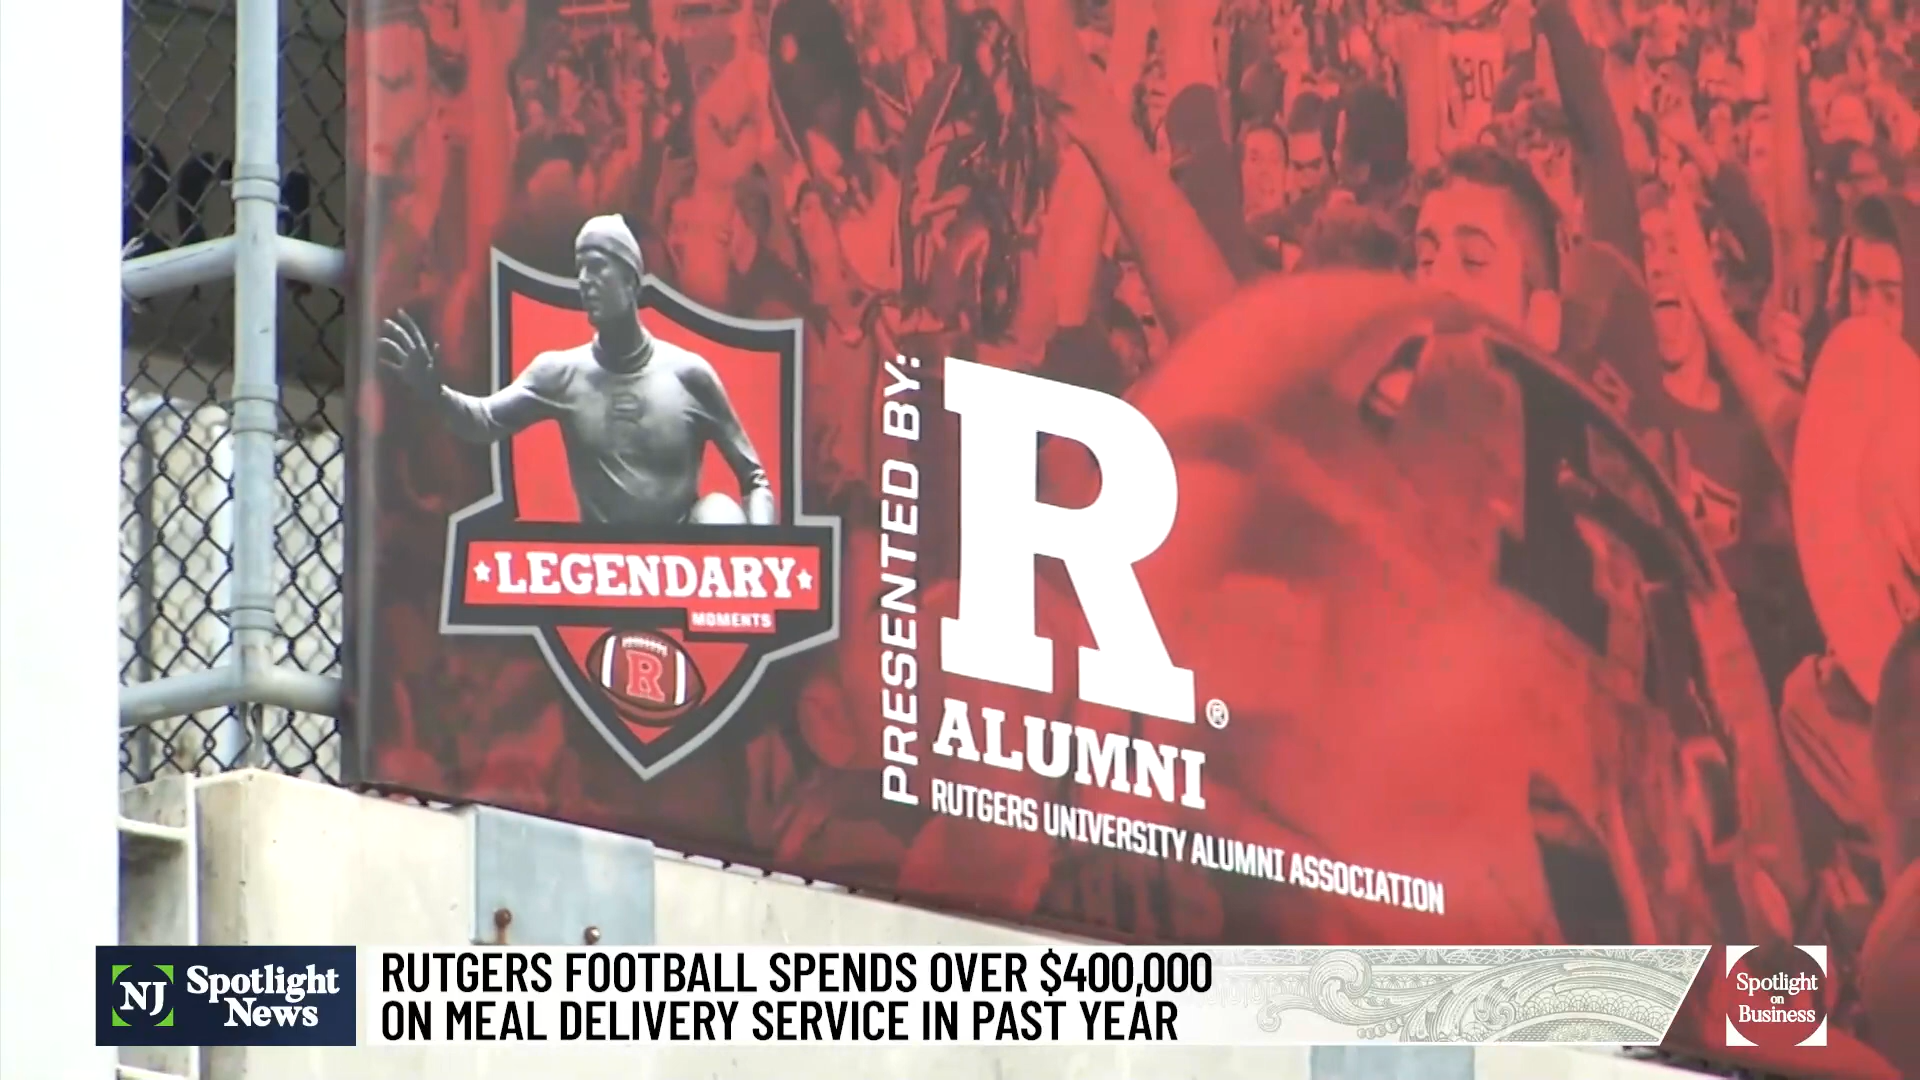 ★LEGENDARY★
MOMENTS
R
PRESENTED BY:
R®
ALUMNI
RUTGERS UNIVERSITY ALUMNI ASSOCIATION
NJ Spotlight News
RUTGERS FOOTBALL SPENDS OVER $400,000
ON MEAL DELIVERY SERVICE IN PAST YEAR
Spotlight
on
Business